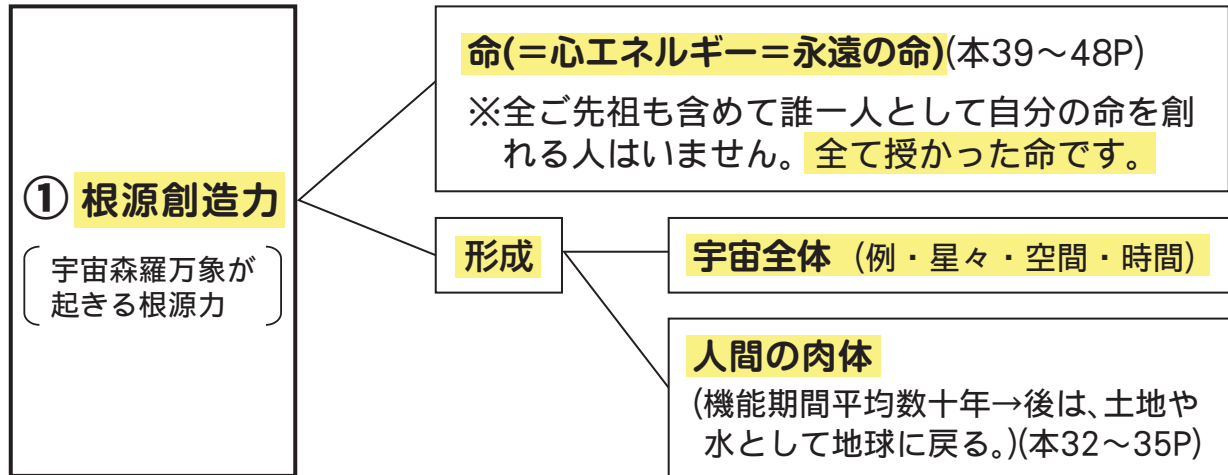 ① 根源創造力
宇宙森羅万象が
起きる根源力
命(=心エネルギー=永遠の命)(本39～48P)
※全ご先祖も含めて誰一人として自分の命を創
れる人はいません。全て授かった命です。
形成
宇宙全体 (例・星々・空間・時間)
人間の肉体
(機能期間平均数十年→後は、土地や
水として地球に戻る。)(本32～35P)